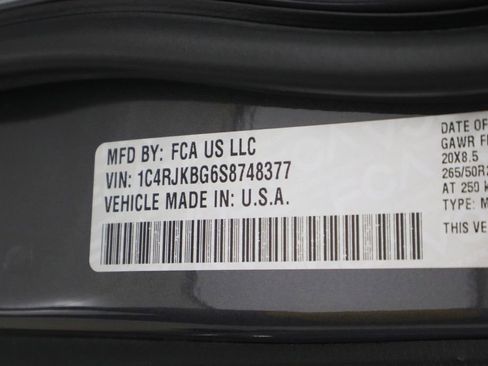 MFD BY: FCA US LLC
VIN: 1C4RJKBG6S8748377
VEHICLE MADE IN: U.S.A.
DATE OF
GAWR F
20X8.5
265/50R2
AT 250 k
TYPE: M
THIS VE